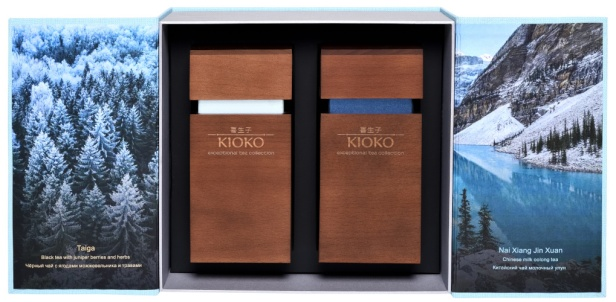 Taiga
Black tea with juniper berries and herbs
Чёрный чай с ягодами можжевельника и травами
喜生子
KIOKO
exceptional tea collection
喜生子
KIOKO
exceptional tea collection
Nai Xiang Jin Xuan
Chinese milk oolong tea
Китайский чай молочный улун